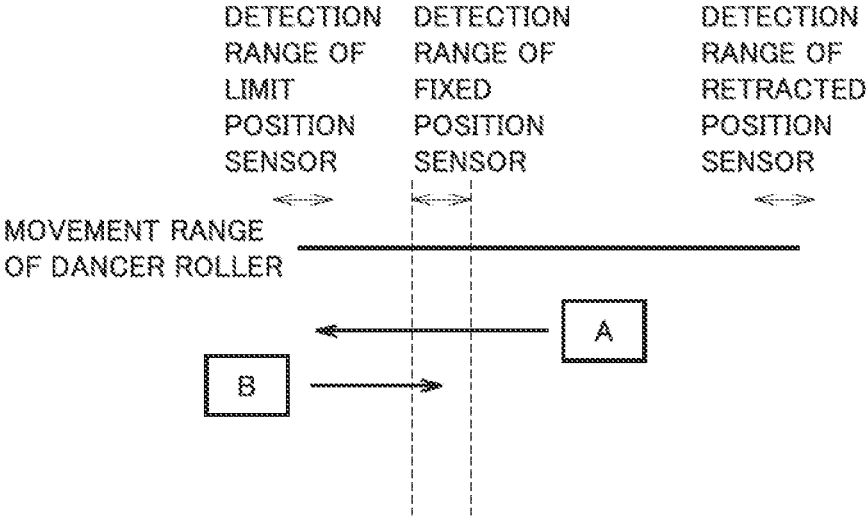 DETECTION
RANGE OF
LIMIT
POSITION
SENSOR
DETECTION
RANGE OF
FIXED
POSITION
SENSOR
DETECTION
RANGE OF
RETRACTED
POSITION
SENSOR
MOVEMENT RANGE
OF DANCER ROLLER
A
B